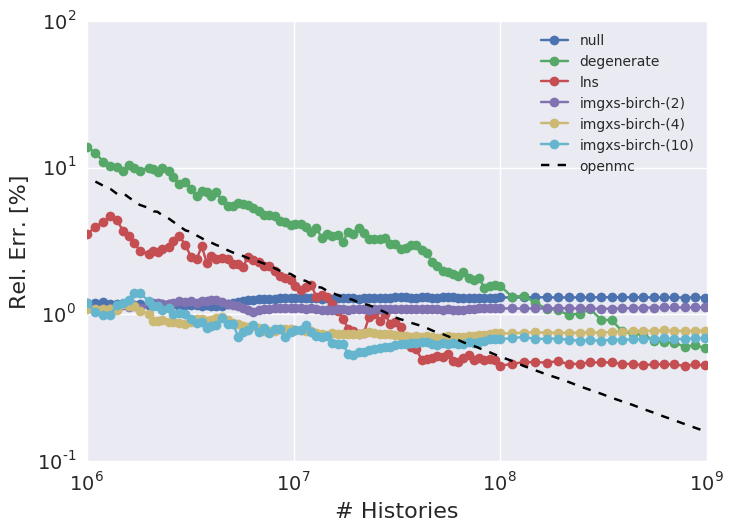 10^2
10^1
10^0
10^-1
Rel. Err. [%]
null
degenerate
lns
imgxs-birch-(2)
imgxs-birch-(4)
imgxs-birch-(10)
openmc
10^6
10^7
10^8
10^9
# Histories